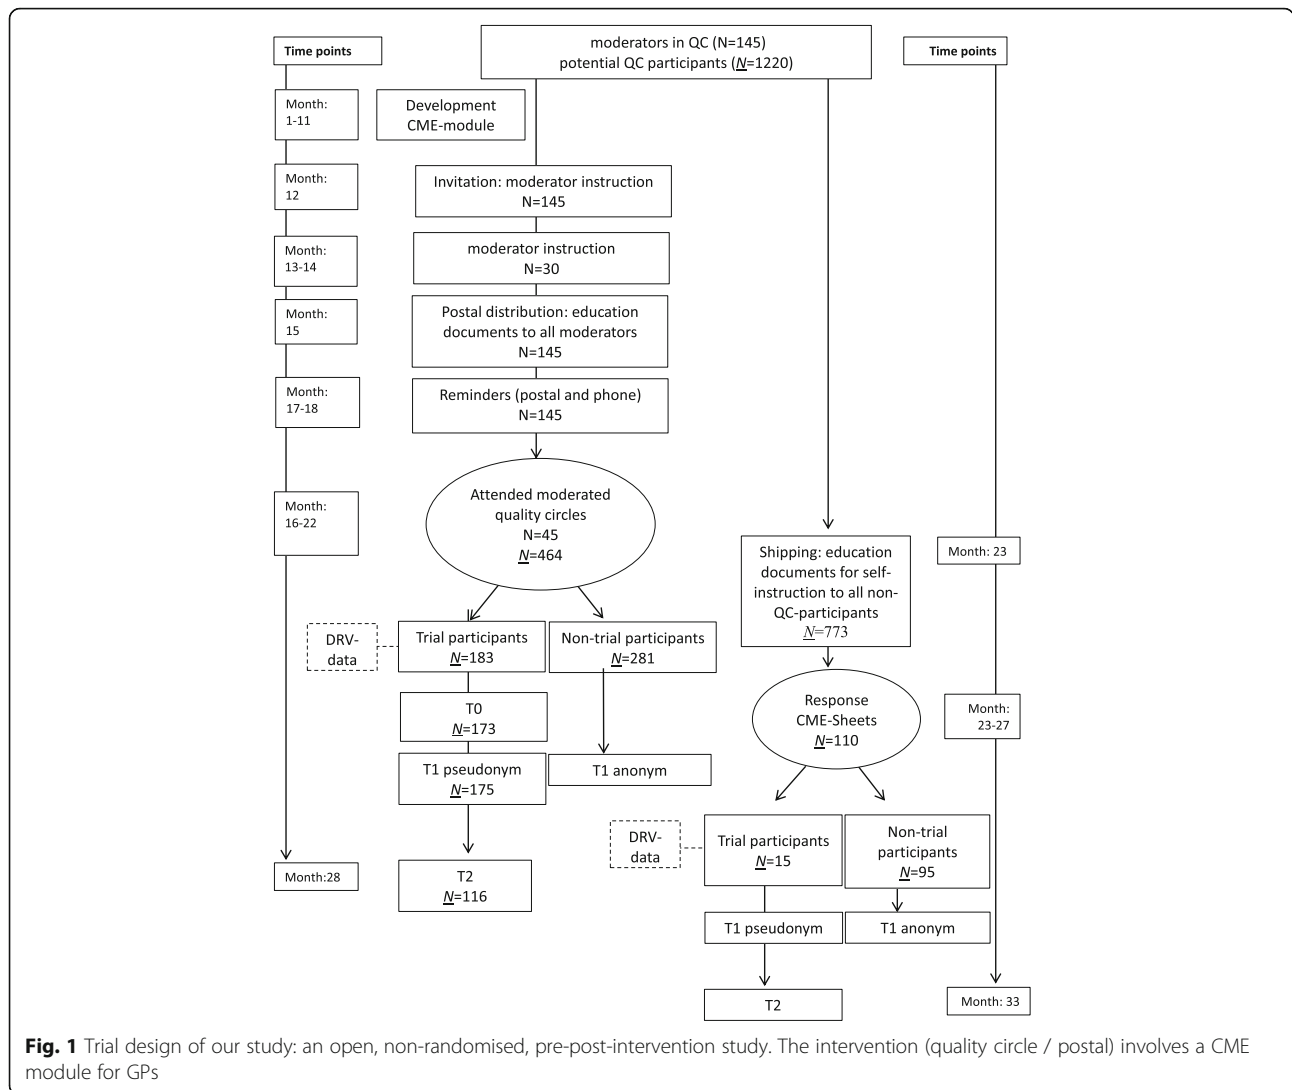 Time points
moderators in QC (N=145)
potential QC participants (N=1220)
Time points
Month:
1-11
Development
CME-module
Month:
12
Invitation: moderator instruction
N=145
Month:
13-14
moderator instruction
N=30
Month:
15
Postal distribution: education
documents to all moderators
N=145
Month:
17-18
Reminders (postal and phone)
N=145
Month:
16-22
Attended moderated
quality circles
N=45
N=464
Shipping: education
documents for self-
instruction to all non-
QC-participants
N=773
Month: 23
DRV-
data
Trial participants
N=183
Non-trial participants
N=281
T0
N=173
Response
CME-Sheets
N=110
Month:
23-27
T1 pseudonym
N=175
T1 anonym
DRV-
data
Trial participants
N=15
Non-trial
participants
N=95
Month:28
T2
N=116
T1 pseudonym
T1 anonym
T2
Month: 33
Fig. 1 Trial design of our study: an open, non-randomised, pre-post-intervention study. The intervention (quality circle / postal) involves a CME
module for GPs